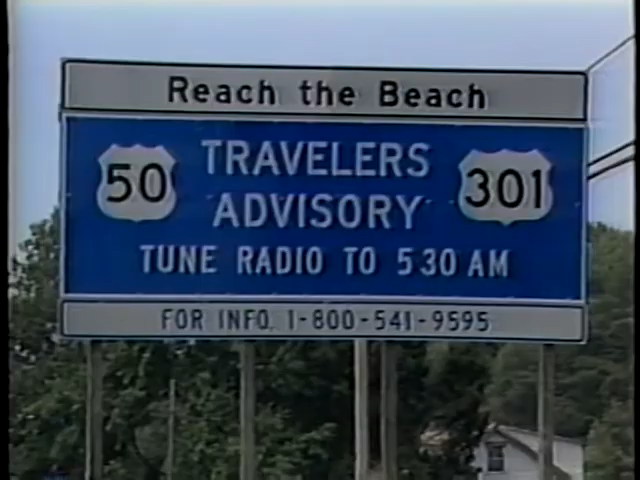 Reach the Beach
50 TRAVELERS 301
ADVISORY
TUNE RADIO TO 530 AM
FOR INFO. 1-800-541-9595